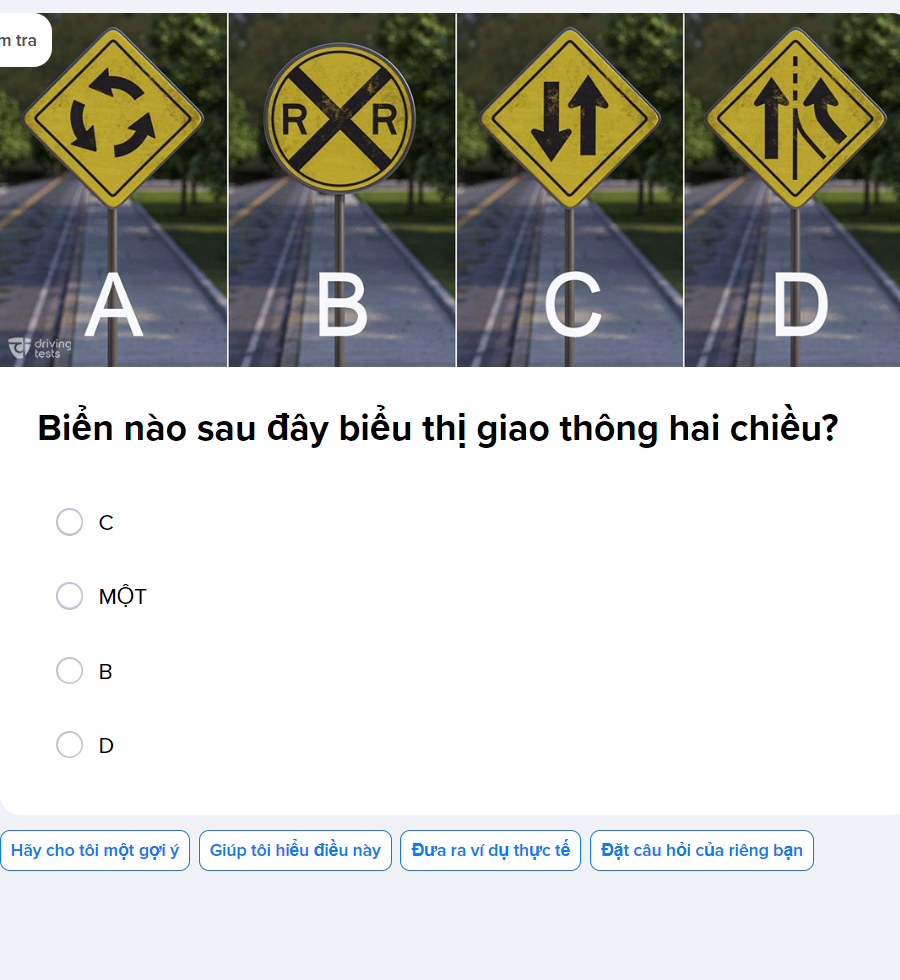 m tra
R R
A B C D
driving
tests
Biển nào sau đây biểu thị giao thông hai chiều?
C
MỘT
B
D
Hãy cho tôi một gợi ý Giúp tôi hiểu điều này Đưa ra ví dụ thực tế Đặt câu hỏi của riêng bạn